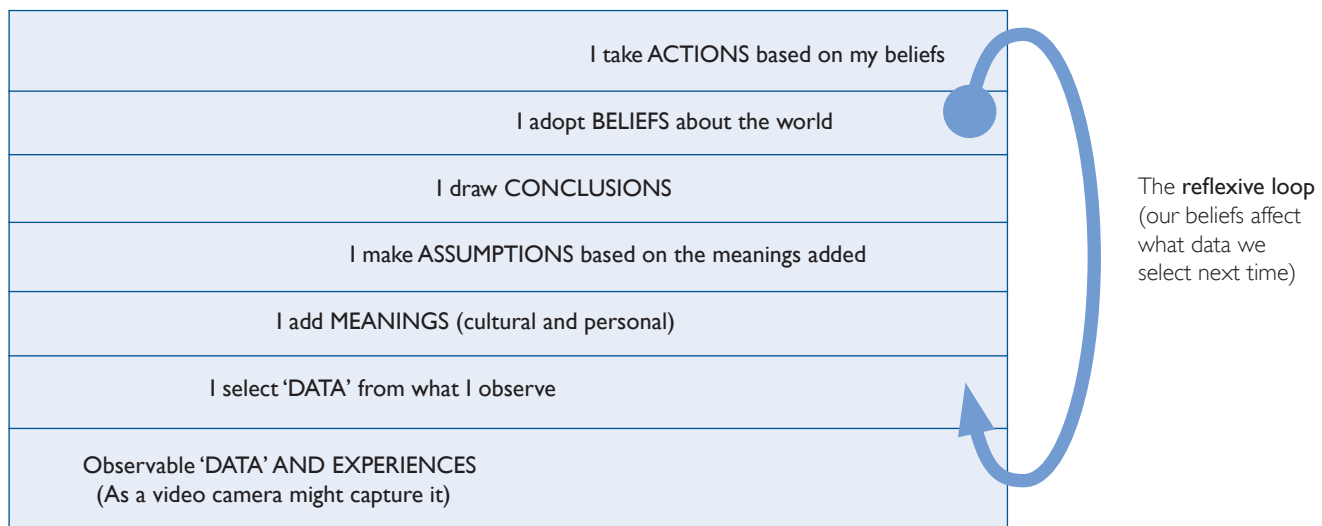 I take ACTIONS based on my beliefs
I adopt BELIEFS about the world
I draw CONCLUSIONS
I make ASSUMPTIONS based on the meanings added
I add MEANINGS (cultural and personal)
I select ‘DATA’ from what I observe
Observable ‘DATA’ AND EXPERIENCES
(As a video camera might capture it)
The reflexive loop
(our beliefs affect
what data we
select next time)